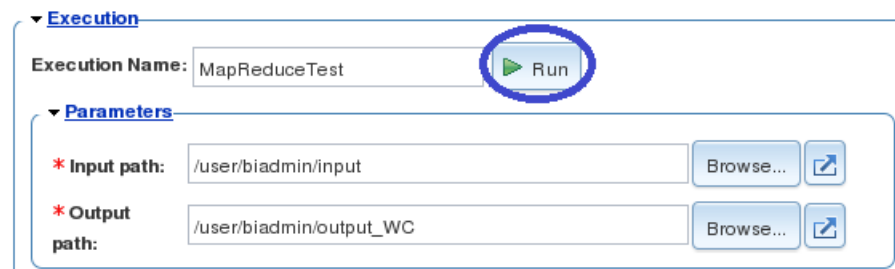 Execution
Execution Name: MapReduceTest Run
Parameters
* Input path: /user/biadmin/input Browse...
* Output path: /user/biadmin/output_WC Browse...